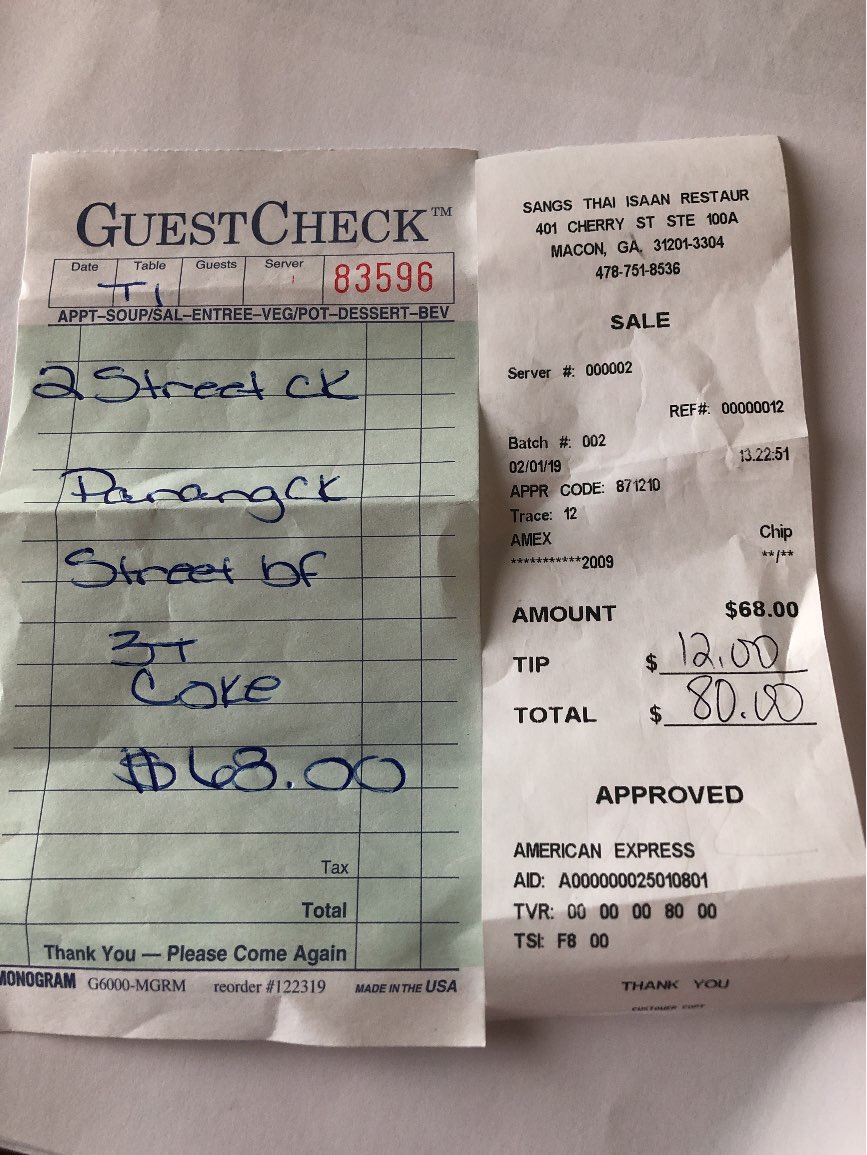 GUESTCHECK™
Date Table Guests Server
T1
83596
APPT–SOUP/SAL–ENTREE–VEG/POT–DESSERT–BEV
2 Street CK
Panang CK
Street bf
3T
Coke
$68.00
Tax
Total
Thank You — Please Come Again
MONOGRAM G6000-MGRM reorder #122319 MADE IN THE USA
SANGS THAI ISAAN RESTAUR
401 CHERRY ST STE 100A
MACON, GA. 31201-3304
478-751-8536
SALE
Server #: 000002
REF#: 00000012
Batch #: 002
02/01/19 13:22:51
APPR CODE: 871210
Trace: 12
AMEX Chip
***********2009 **/**
AMOUNT $68.00
TIP $ 12.00
TOTAL $ 80.00
APPROVED
AMERICAN EXPRESS
AID: A000000025010801
TVR: 00 00 00 80 00
TSI: F8 00
THANK YOU
CUSTOMER COPY